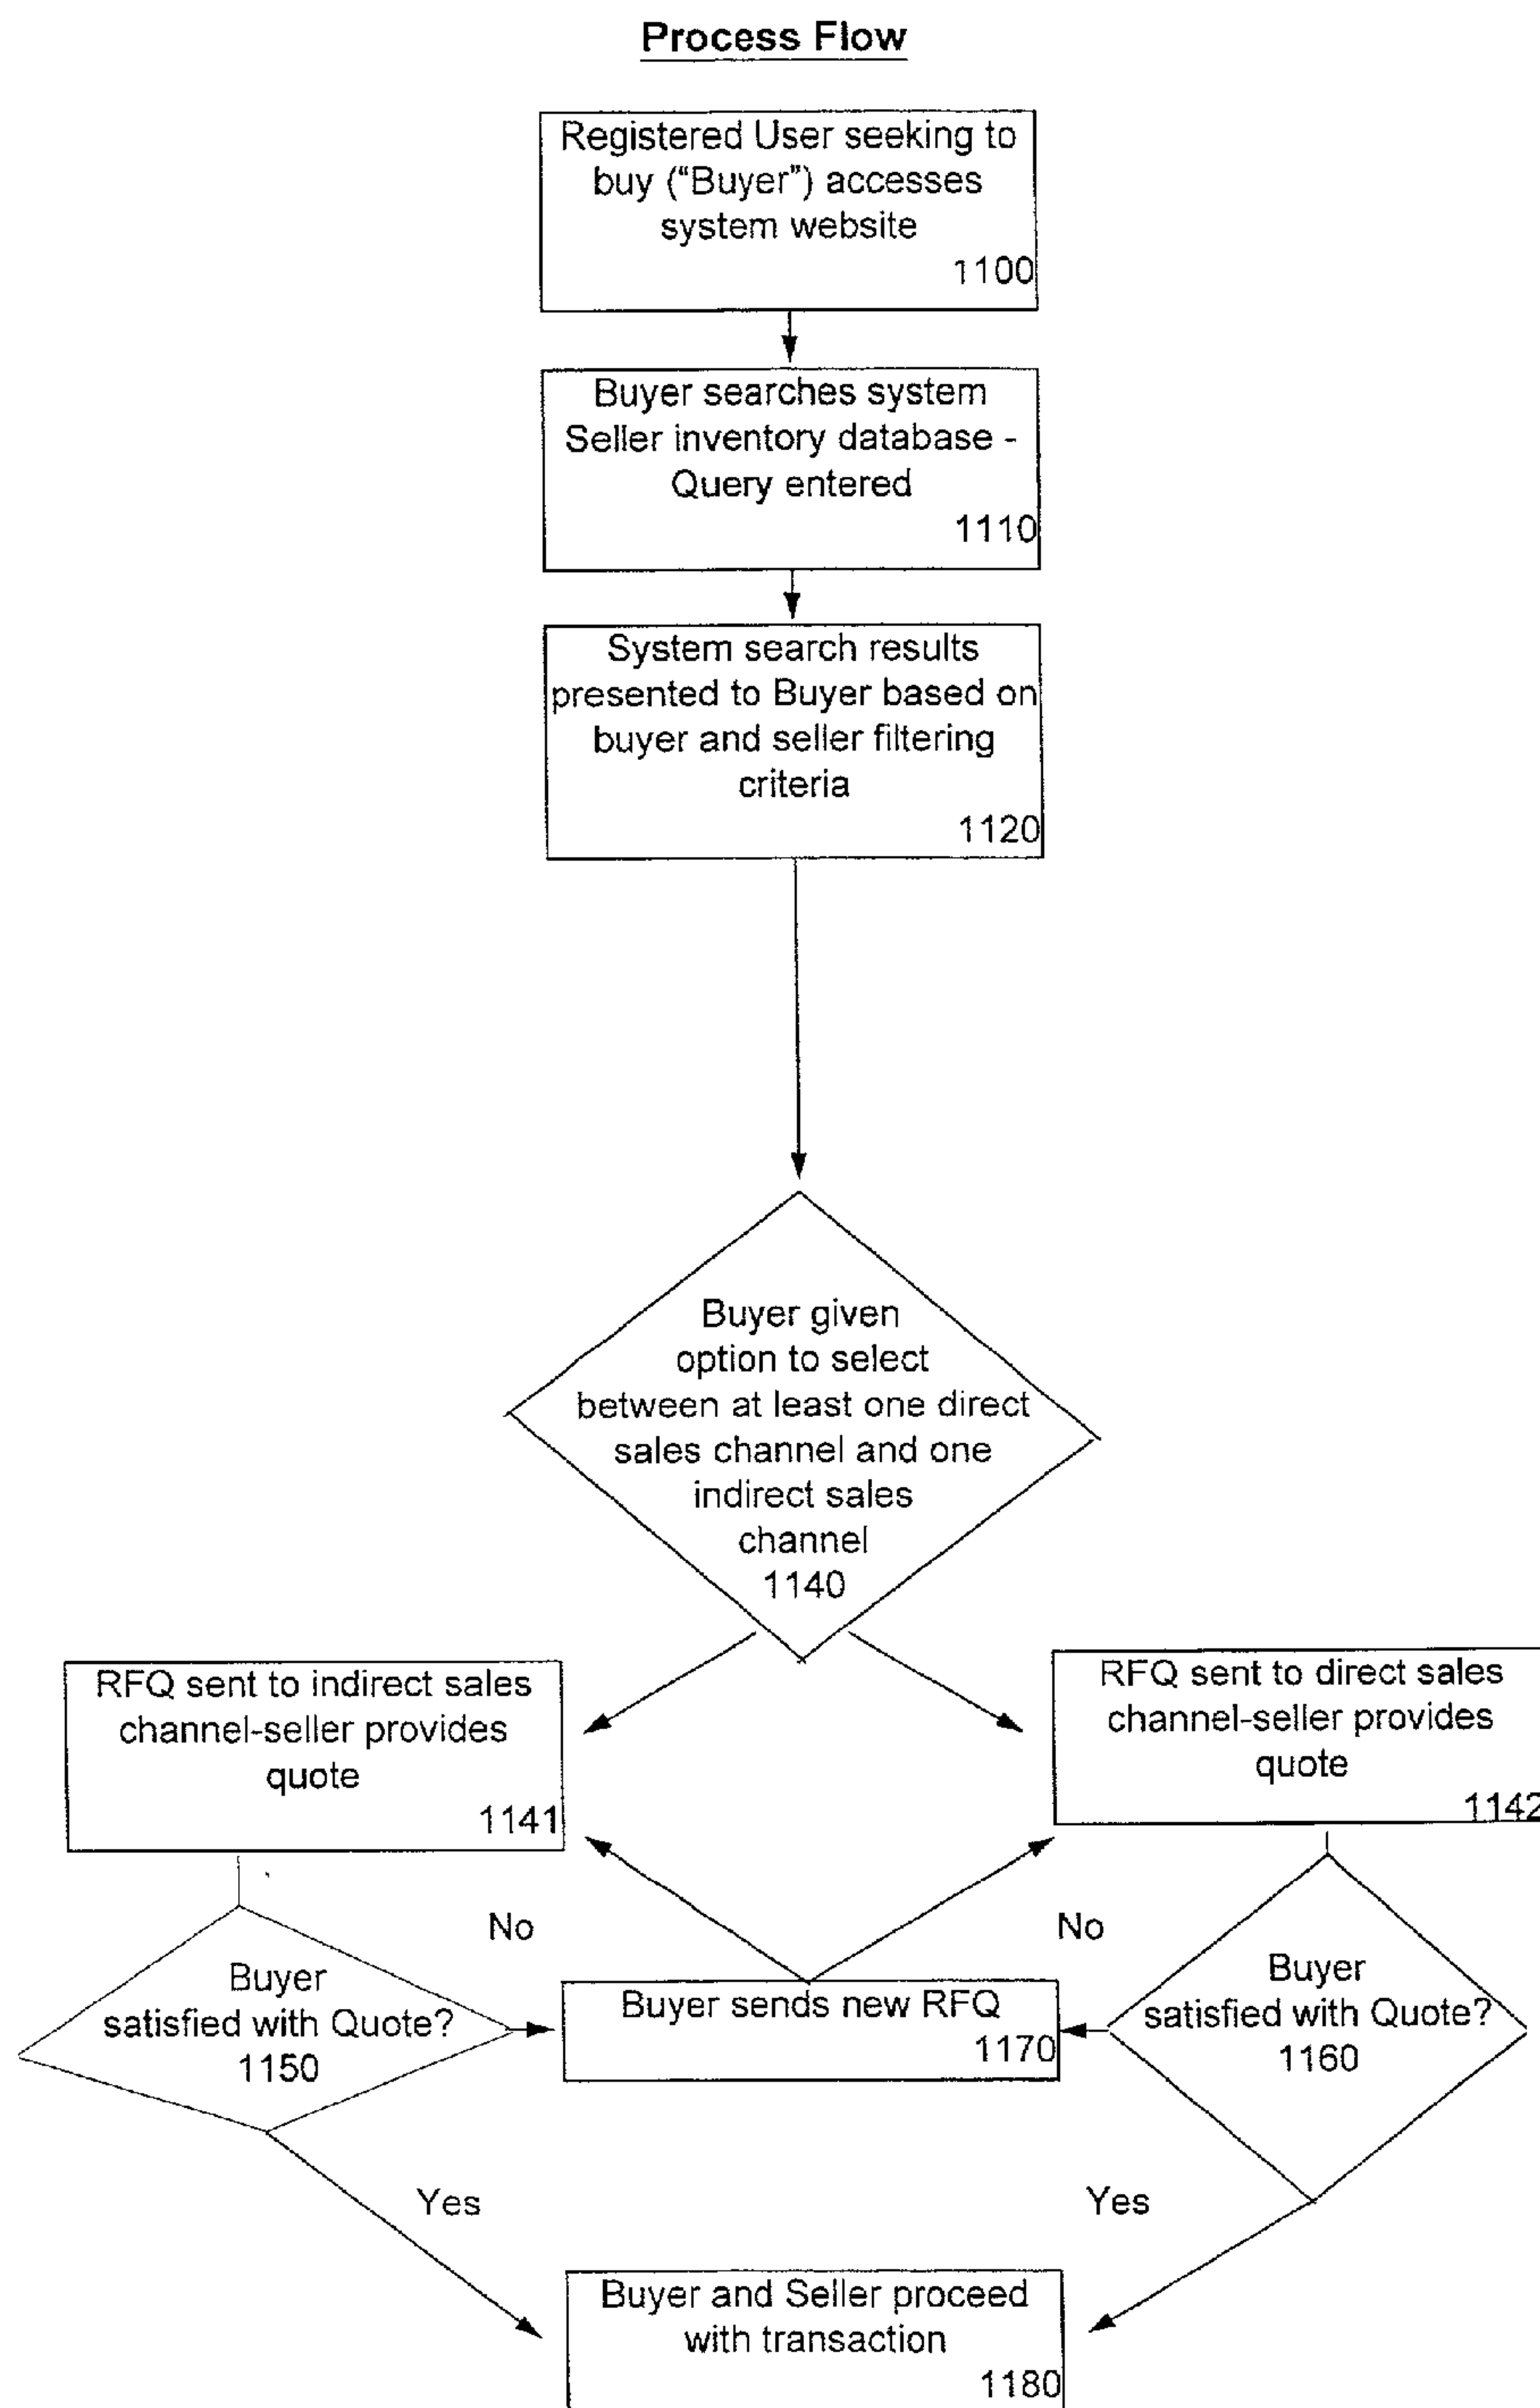 Process Flow
Registered User seeking to
buy (“Buyer”) accesses
system website
1100
Buyer searches system
Seller inventory database -
Query entered
1110
System search results
presented to Buyer based on
buyer and seller filtering
criteria
1120
Buyer given
option to select
between at least one direct
sales channel and one
indirect sales
channel
1140
RFQ sent to indirect sales
channel-seller provides
quote
1141
RFQ sent to direct sales
channel-seller provides
quote
1142
No
No
Buyer
satisfied with Quote?
1150
Buyer sends new RFQ
1170
Buyer
satisfied with Quote?
1160
Yes
Yes
Buyer and Seller proceed
with transaction
1180